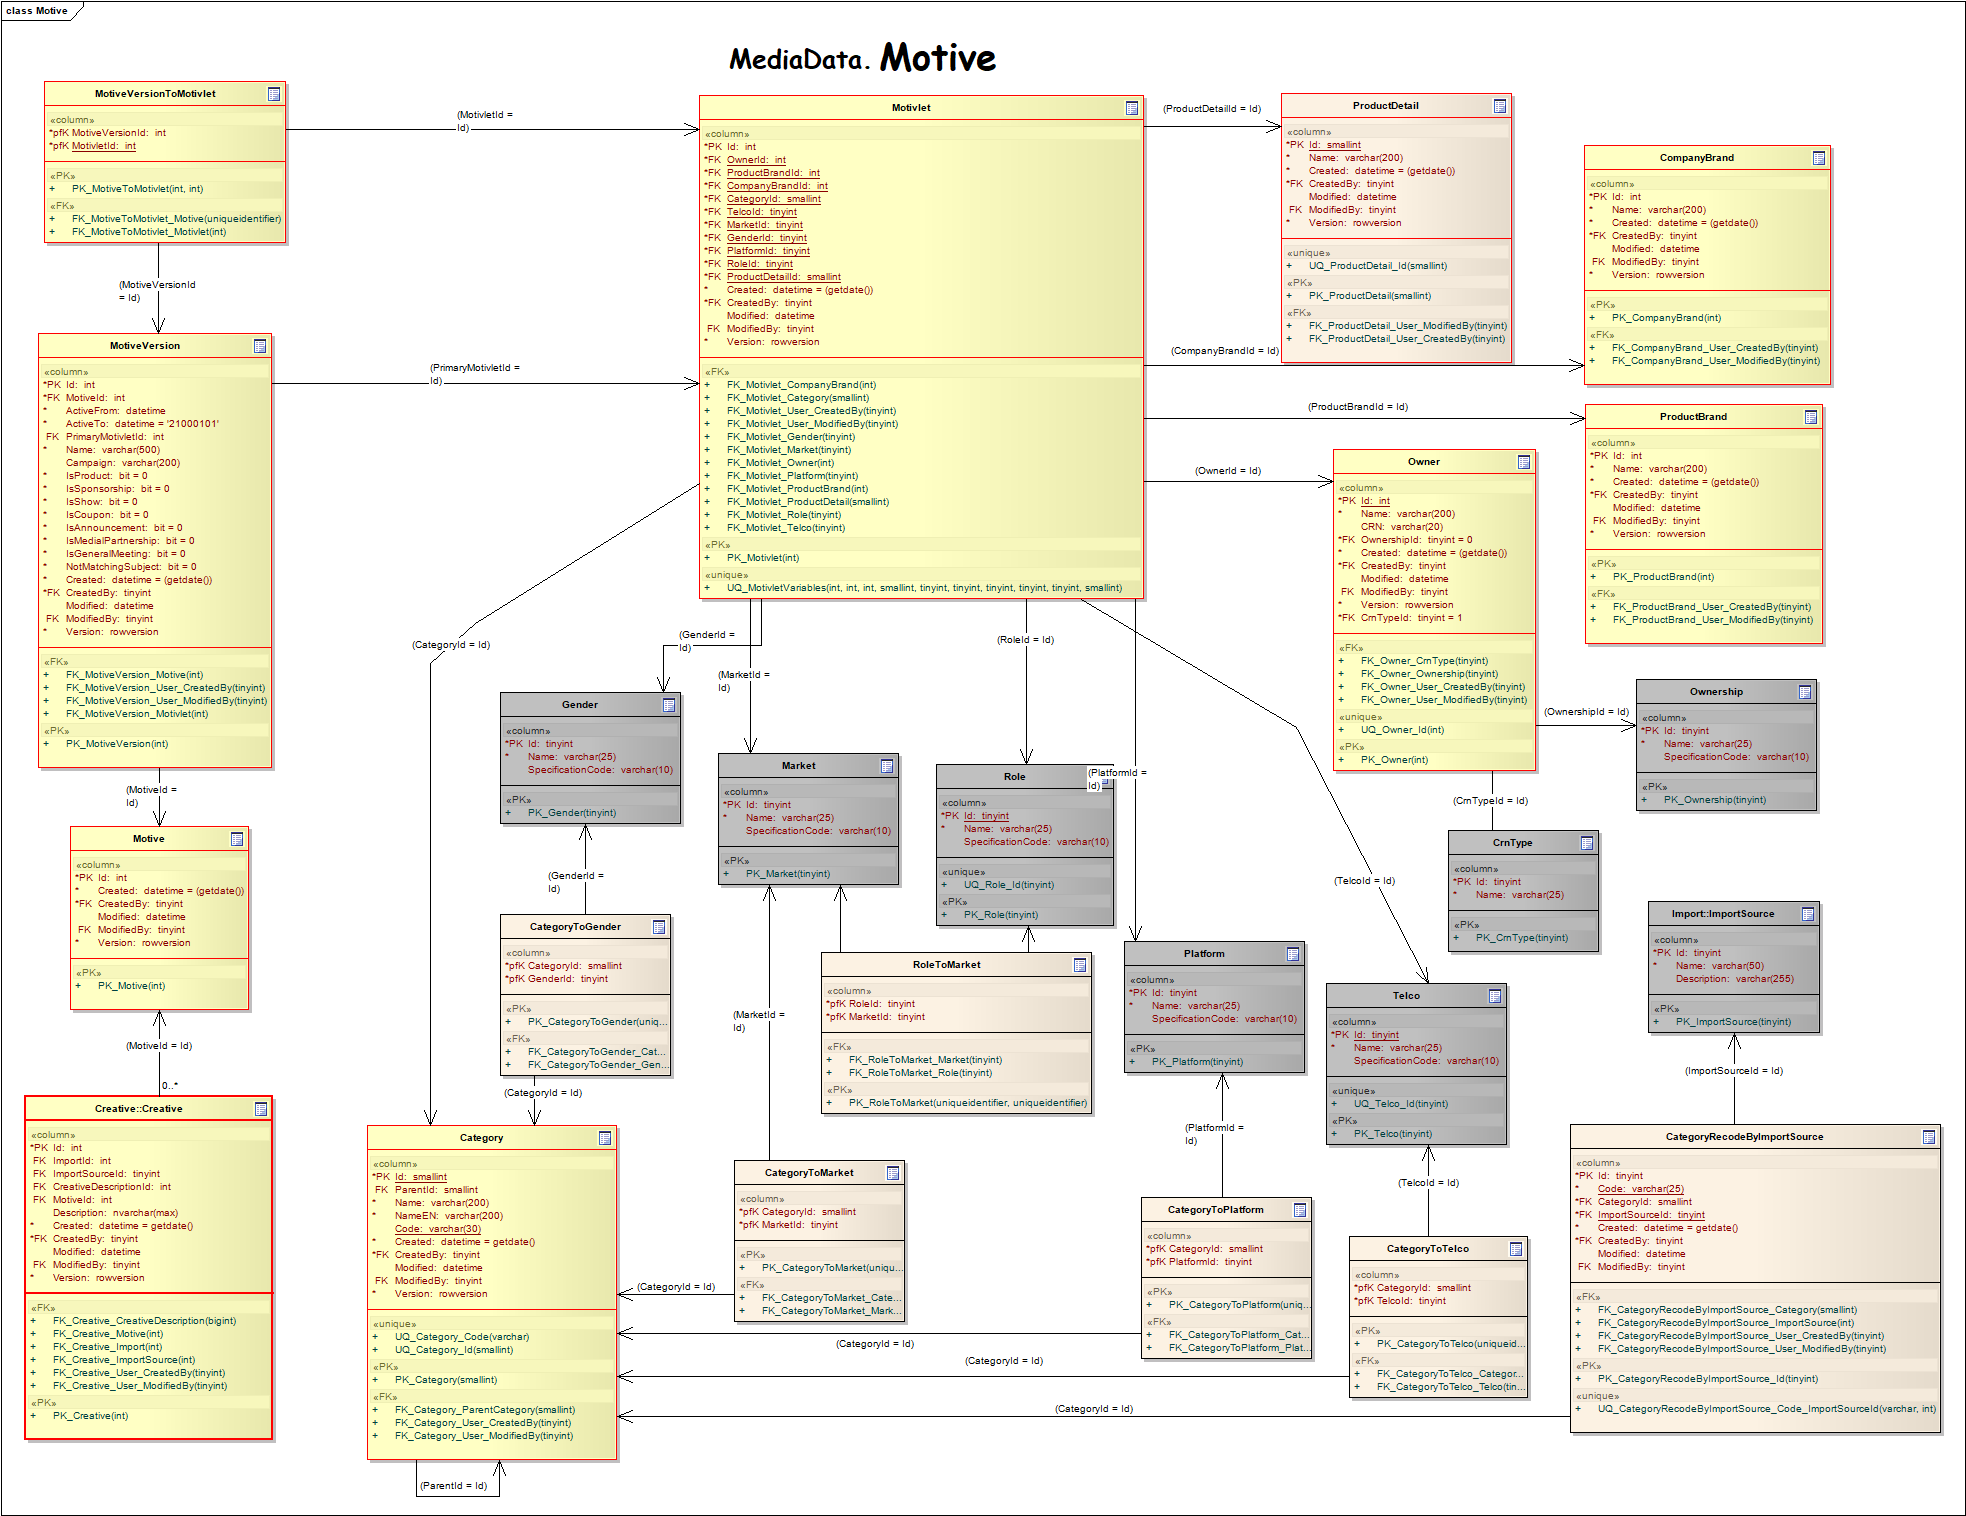 class Motive
MediaData. Motive
MotiveVersionToMotivlet
«column»
*pfK MotiveVersionId: int
*pfK MotivletId: int
«PK»
+ PK_MotiveToMotivlet(int, int)
«FK»
+ FK_MotiveToMotivlet_Motive(uniqueidentifier)
+ FK_MotiveToMotivlet_Motivlet(int)
(MotivletId =
Id)
(MotiveVersionId
= Id)
MotiveVersion
«column»
*PK Id: int
*FK MotiveId: int
* ActiveFrom: datetime
* ActiveTo: datetime = '21000101'
FK PrimaryMotivletId: int
* Name: varchar(500)
Campaign: varchar(200)
* IsProduct: bit = 0
* IsSponsorship: bit = 0
* IsShow: bit = 0
* IsCoupon: bit = 0
* IsAnnouncement: bit = 0
* IsMedialPartnership: bit = 0
* IsGeneralMeeting: bit = 0
* NotMatchingSubject: bit = 0
* Created: datetime = (getdate())
*FK CreatedBy: tinyint
Modified: datetime
FK ModifiedBy: tinyint
* Version: rowversion
«FK»
+ FK_MotiveVersion_Motive(int)
+ FK_MotiveVersion_User_CreatedBy(tinyint)
+ FK_MotiveVersion_User_ModifiedBy(tinyint)
+ FK_MotiveVersion_Motivlet(int)
«PK»
+ PK_MotiveVersion(int)
(PrimaryMotivletId =
Id)
(MotiveId =
Id)
Motive
«column»
*PK Id: int
* Created: datetime = (getdate())
*FK CreatedBy: tinyint
Modified: datetime
FK ModifiedBy: tinyint
* Version: rowversion
«PK»
+ PK_Motive(int)
(MotiveId = Id)
0..*
Creative::Creative
«column»
*PK Id: int
FK ImportId: int
FK ImportSourceId: tinyint
FK CreativeDescriptionId: int
FK MotiveId: int
Description: nvarchar(max)
* Created: datetime = getdate()
*FK CreatedBy: tinyint
Modified: datetime
FK ModifiedBy: tinyint
* Version: rowversion
«FK»
+ FK_Creative_CreativeDescription(bigint)
+ FK_Creative_Motive(int)
+ FK_Creative_Import(int)
+ FK_Creative_ImportSource(int)
+ FK_Creative_User_CreatedBy(tinyint)
+ FK_Creative_User_ModifiedBy(tinyint)
«PK»
+ PK_Creative(int)
Motivlet
«column»
*PK Id: int
*FK OwnerId: int
*FK ProductBrandId: int
*FK CompanyBrandId: int
*FK CategoryId: smallint
*FK TelcoId: tinyint
*FK MarketId: tinyint
*FK GenderId: tinyint
*FK PlatformId: tinyint
*FK RoleId: tinyint
*FK ProductDetailId: smallint
* Created: datetime = (getdate())
*FK CreatedBy: tinyint
Modified: datetime
FK ModifiedBy: tinyint
* Version: rowversion
«FK»
+ FK_Motivlet_CompanyBrand(int)
+ FK_Motivlet_Category(smallint)
+ FK_Motivlet_User_CreatedBy(tinyint)
+ FK_Motivlet_User_ModifiedBy(tinyint)
+ FK_Motivlet_Gender(tinyint)
+ FK_Motivlet_Market(tinyint)
+ FK_Motivlet_Owner(int)
+ FK_Motivlet_Platform(tinyint)
+ FK_Motivlet_ProductBrand(int)
+ FK_Motivlet_ProductDetail(smallint)
+ FK_Motivlet_Role(tinyint)
+ FK_Motivlet_Telco(tinyint)
«PK»
+ PK_Motivlet(int)
«unique»
+ UQ_MotivletVariables(int, int, int, smallint, tinyint, tinyint, tinyint, tinyint, tinyint, smallint)
(ProductDetailId = Id)
ProductDetail
«column»
*PK Id: smallint
* Name: varchar(200)
* Created: datetime = (getdate())
*FK CreatedBy: tinyint
Modified: datetime
FK ModifiedBy: tinyint
* Version: rowversion
«unique»
+ UQ_ProductDetail_Id(smallint)
«PK»
+ PK_ProductDetail(smallint)
«FK»
+ FK_ProductDetail_User_ModifiedBy(tinyint)
+ FK_ProductDetail_User_CreatedBy(tinyint)
(CompanyBrandId = Id)
CompanyBrand
«column»
*PK Id: int
* Name: varchar(200)
* Created: datetime = (getdate())
*FK CreatedBy: tinyint
Modified: datetime
FK ModifiedBy: tinyint
* Version: rowversion
«PK»
+ PK_CompanyBrand(int)
«FK»
+ FK_CompanyBrand_User_CreatedBy(tinyint)
+ FK_CompanyBrand_User_ModifiedBy(tinyint)
(ProductBrandId = Id)
ProductBrand
«column»
*PK Id: int
* Name: varchar(200)
* Created: datetime = (getdate())
*FK CreatedBy: tinyint
Modified: datetime
FK ModifiedBy: tinyint
* Version: rowversion
«PK»
+ PK_ProductBrand(int)
«FK»
+ FK_ProductBrand_User_CreatedBy(tinyint)
+ FK_ProductBrand_User_ModifiedBy(tinyint)
(OwnerId = Id)
Owner
«column»
*PK Id: int
* Name: varchar(200)
CRN: varchar(20)
*FK OwnershipId: tinyint = 0
* Created: datetime = (getdate())
*FK CreatedBy: tinyint
Modified: datetime
FK ModifiedBy: tinyint
* Version: rowversion
*FK CrnTypeId: tinyint = 1
«FK»
+ FK_Owner_CrnType(tinyint)
+ FK_Owner_Ownership(tinyint)
+ FK_Owner_User_CreatedBy(tinyint)
+ FK_Owner_User_ModifiedBy(tinyint)
«unique»
+ UQ_Owner_Id(int)
«PK»
+ PK_Owner(int)
(OwnershipId = Id)
Ownership
«column»
*PK Id: tinyint
* Name: varchar(25)
SpecificationCode: varchar(10)
«PK»
+ PK_Ownership(tinyint)
(CrnTypeId = Id)
CrnType
«column»
*PK Id: tinyint
* Name: varchar(25)
«PK»
+ PK_CrnType(tinyint)
(CategoryId = Id)
(GenderId =
Id)
(MarketId =
Id)
(RoleId = Id)
(PlatformId =
Id)
(TelcoId = Id)
Gender
«column»
*PK Id: tinyint
* Name: varchar(25)
SpecificationCode: varchar(10)
«PK»
+ PK_Gender(tinyint)
Market
«column»
*PK Id: tinyint
* Name: varchar(25)
SpecificationCode: varchar(10)
«PK»
+ PK_Market(tinyint)
Role
«column»
*PK Id: tinyint
* Name: varchar(25)
SpecificationCode: varchar(10)
«unique»
+ UQ_Role_Id(tinyint)
«PK»
+ PK_Role(tinyint)
(GenderId =
Id)
CategoryToGender
«column»
*pfK CategoryId: smallint
*pfK GenderId: tinyint
«PK»
+ PK_CategoryToGender(uniq...
«FK»
+ FK_CategoryToGender_Cat...
+ FK_CategoryToGender_Gen...
(CategoryId = Id)
RoleToMarket
«column»
*pfK RoleId: tinyint
*pfK MarketId: tinyint
«FK»
+ FK_RoleToMarket_Market(tinyint)
+ FK_RoleToMarket_Role(tinyint)
«PK»
+ PK_RoleToMarket(uniqueidentifier, uniqueidentifier)
(MarketId =
Id)
Platform
«column»
*PK Id: tinyint
* Name: varchar(25)
SpecificationCode: varchar(10)
«PK»
+ PK_Platform(tinyint)
Telco
«column»
*PK Id: tinyint
* Name: varchar(25)
SpecificationCode: varchar(10)
«unique»
+ UQ_Telco_Id(tinyint)
«PK»
+ PK_Telco(tinyint)
Import::ImportSource
«column»
*PK Id: tinyint
* Name: varchar(50)
Description: varchar(255)
«PK»
+ PK_ImportSource(tinyint)
(ImportSourceId = Id)
Category
«column»
*PK Id: smallint
FK ParentId: smallint
* Name: varchar(200)
* NameEN: varchar(200)
Code: varchar(30)
* Created: datetime = getdate()
*FK CreatedBy: tinyint
Modified: datetime
FK ModifiedBy: tinyint
* Version: rowversion
«unique»
+ UQ_Category_Code(varchar)
+ UQ_Category_Id(smallint)
«PK»
+ PK_Category(smallint)
«FK»
+ FK_Category_ParentCategory(smallint)
+ FK_Category_User_CreatedBy(tinyint)
+ FK_Category_User_ModifiedBy(tinyint)
(ParentId = Id)
CategoryToMarket
«column»
*pfK CategoryId: smallint
*pfK MarketId: tinyint
«PK»
+ PK_CategoryToMarket(uniqu...
«FK»
+ FK_CategoryToMarket_Cate...
+ FK_CategoryToMarket_Mark...
(CategoryId = Id)
(PlatformId =
Id)
CategoryToPlatform
«column»
*pfK CategoryId: smallint
*pfK PlatformId: tinyint
«PK»
+ PK_CategoryToPlatform(uniq...
«FK»
+ FK_CategoryToPlatform_Cat...
+ FK_CategoryToPlatform_Plat...
(CategoryId = Id)
(TelcoId = Id)
CategoryToTelco
«column»
*pfK CategoryId: smallint
*pfK TelcoId: tinyint
«PK»
+ PK_CategoryToTelco(uniqueid...
«FK»
+ FK_CategoryToTelco_Categor...
+ FK_CategoryToTelco_Telco(tin...
(CategoryId = Id)
CategoryRecodeByImportSource
«column»
*PK Id: tinyint
* Code: varchar(25)
*FK CategoryId: smallint
*FK ImportSourceId: tinyint
* Created: datetime = getdate()
*FK CreatedBy: tinyint
Modified: datetime
FK ModifiedBy: tinyint
«FK»
+ FK_CategoryRecodeByImportSource_Category(smallint)
+ FK_CategoryRecodeByImportSource_ImportSource(int)
+ FK_CategoryRecodeByImportSource_User_CreatedBy(tinyint)
+ FK_CategoryRecodeByImportSource_User_ModifiedBy(tinyint)
«PK»
+ PK_CategoryRecodeByImportSource_Id(tinyint)
«unique»
+ UQ_CategoryRecodeByImportSource_Code_ImportSourceId(varchar, int)
(CategoryId = Id)